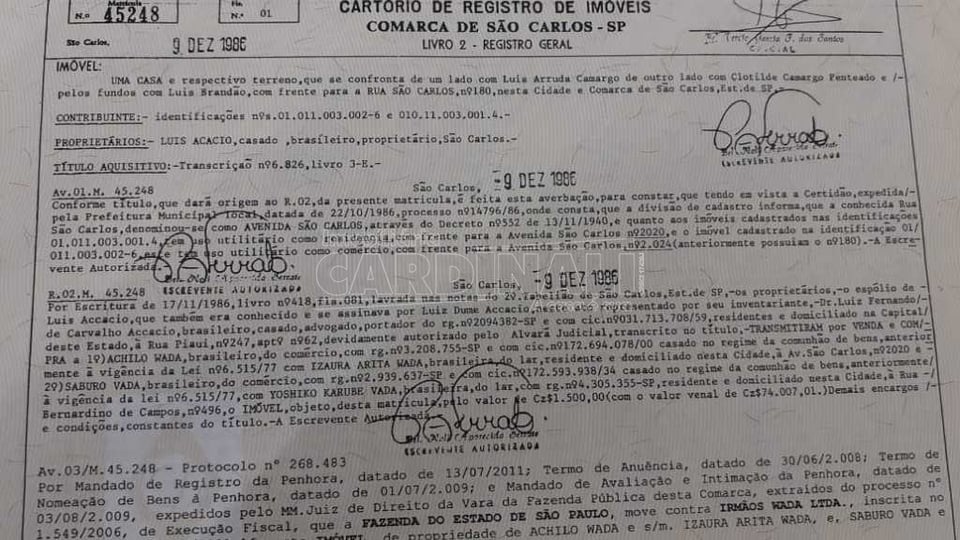 Matrícula
N.o 45248
Fls.
N.o 01
CARTÓRIO DE REGISTRO DE IMÓVEIS
COMARCA DE SÃO CARLOS - SP
LIVRO 2 - REGISTRO GERAL
São Carlos, 9 DEZ 1986
OFICIAL
IMÓVEL:
UMA CASA e respectivo terreno,que se confronta de um lado com Luis Arruda Camargo de outro lado com Clotilde Camargo Penteado e /-
pelos fundos com Luis Brandão,com frente para a RUA SÃO CARLOS,nº180,nesta Cidade e Comarca de São Carlos,Est.de SP.-
CONTRIBUINTE:- identificações nºs.01.011.003.002-6 e 010.11.003.001.4.-
PROPRIETÁRIOS:- LUIS ACACIO,casado ,brasileiro,proprietário,São Carlos.-
ESCREVENTE AUTORIZADA
TÍTULO AQUISITIVO:-Transcrição nº6.826,livro 3-E.-
Av.01.M. 45.248 São Carlos, -9 DEZ 1986
Conforme título,que dará origem ao R.02,da presente matrícula,é feita esta averbação,para constar,que tendo em vista a Certidão,expedida/-
pela Prefeitura Municipal local,datada de 22/10/1986,processo nº14796/86,onde consta,que a divisão de cadastro informa,que a conhecida Rua
São Carlos,denominou-se como AVENIDA SÃO CARLOS,através do Decreto nº552 de 13/11/1940,e quanto aos imóveis cadastrados nas identificações
01.011.003.001.4,tem uso utilitário como residencia,com frente para a Avenida São Carlos nº2020,e o imóvel cadastrado na identificação 01/
011.003.002-6,este tem uso utilitário como comércio,com frente para a Avenida São Carlos,nº2.024(anteriormente possuiam o nº180).-A Escre-
vente Autorizada.
ESCREVENTE AUTORIZADA
CARDINALI
R.02.M. 45.248 São Carlos, -9 DEZ 1986
Por Escritura de 17/11/1986,livro nº418,fls.081,lavrada nas notas do 2º.Tabelião de São Carlos,Est.de SP,-os proprietários,-o espólio de
Luis Accacio,que também era conhecido e se assinava por Luiz Dume Accacio,neste ato representado por seu inventariante,-Dr.Luiz Fernando/-
de Carvalho Accacio,brasileiro,casado,advogado,portador do rg.nº2094382-SP e com cic.nº031.713.708/59,residentes e domiciliado na Capital/
deste Estado,à Rua Piaui,nº247,aptº nº962,devidamente autorizado pelo Alvará Judicial,transcrito no título,-TRANSMITIRAM por VENDA e COM/-
PRA a 1º)ACHILO WADA,brasileiro,do comércio,com rg.nº3.208.755-SP e com cic.nº172.694.078/00 casado no regime da comunhão de bens,anterior
mente à vigência da Lei nº6.515/77 com IZAURA ARITA WADA,brasileira,do lar,residente e domiciliado nesta Cidade,à Av.São Carlos,nº2020 e
2º)SABURO VADA,brasileiro,do comércio,com rg.nº2.939.637-SP e com cic.nº172.593.938/34 casado no regime da comunhão de bens,anteriormente/
à vigência da lei nº6.515/77,com YOSHIKO KARUBE VADA,brasileira,do lar,com rg.nº4.305.355-SP,residente e domiciliado nesta Cidade,à Rua -/
Bernardino de Campos,nº496,o IMÓVEL,objeto,desta matrícula,pelo valor de Cz$1.500,00(com o valor venal de Cz$74.007,01.)Demais encargos /-
e condições,constantes do título.-A Escrevente Autorizada
ESCREVENTE AUTORIZADA
Av.03/M.45.248 - Protocolo n° 268.483
Por Mandado de Registro da Penhora, datado de 13/07/2011; Termo de Anuência, datado de 30/06/2.008; Termo de
Nomeação de Bens à Penhora, datado de 01/07/2.009; e Mandado de Avaliação e Intimação da Penhora, datado de
03/08/2.009, expedidos pelo MM.Juiz de Direito da Vara da Fazenda Pública desta Comarca, extraídos do processo n°
1.549/2006, de Execução Fiscal, que a FAZENDA DO ESTADO DE SÃO PAULO, move contra IRMÃOS WADA LTDA., inscrita no
IMÓVEL, de propriedade de ACHILO WADA e s/m. IZAURA ARITA WADA, e, SABURO VADA e